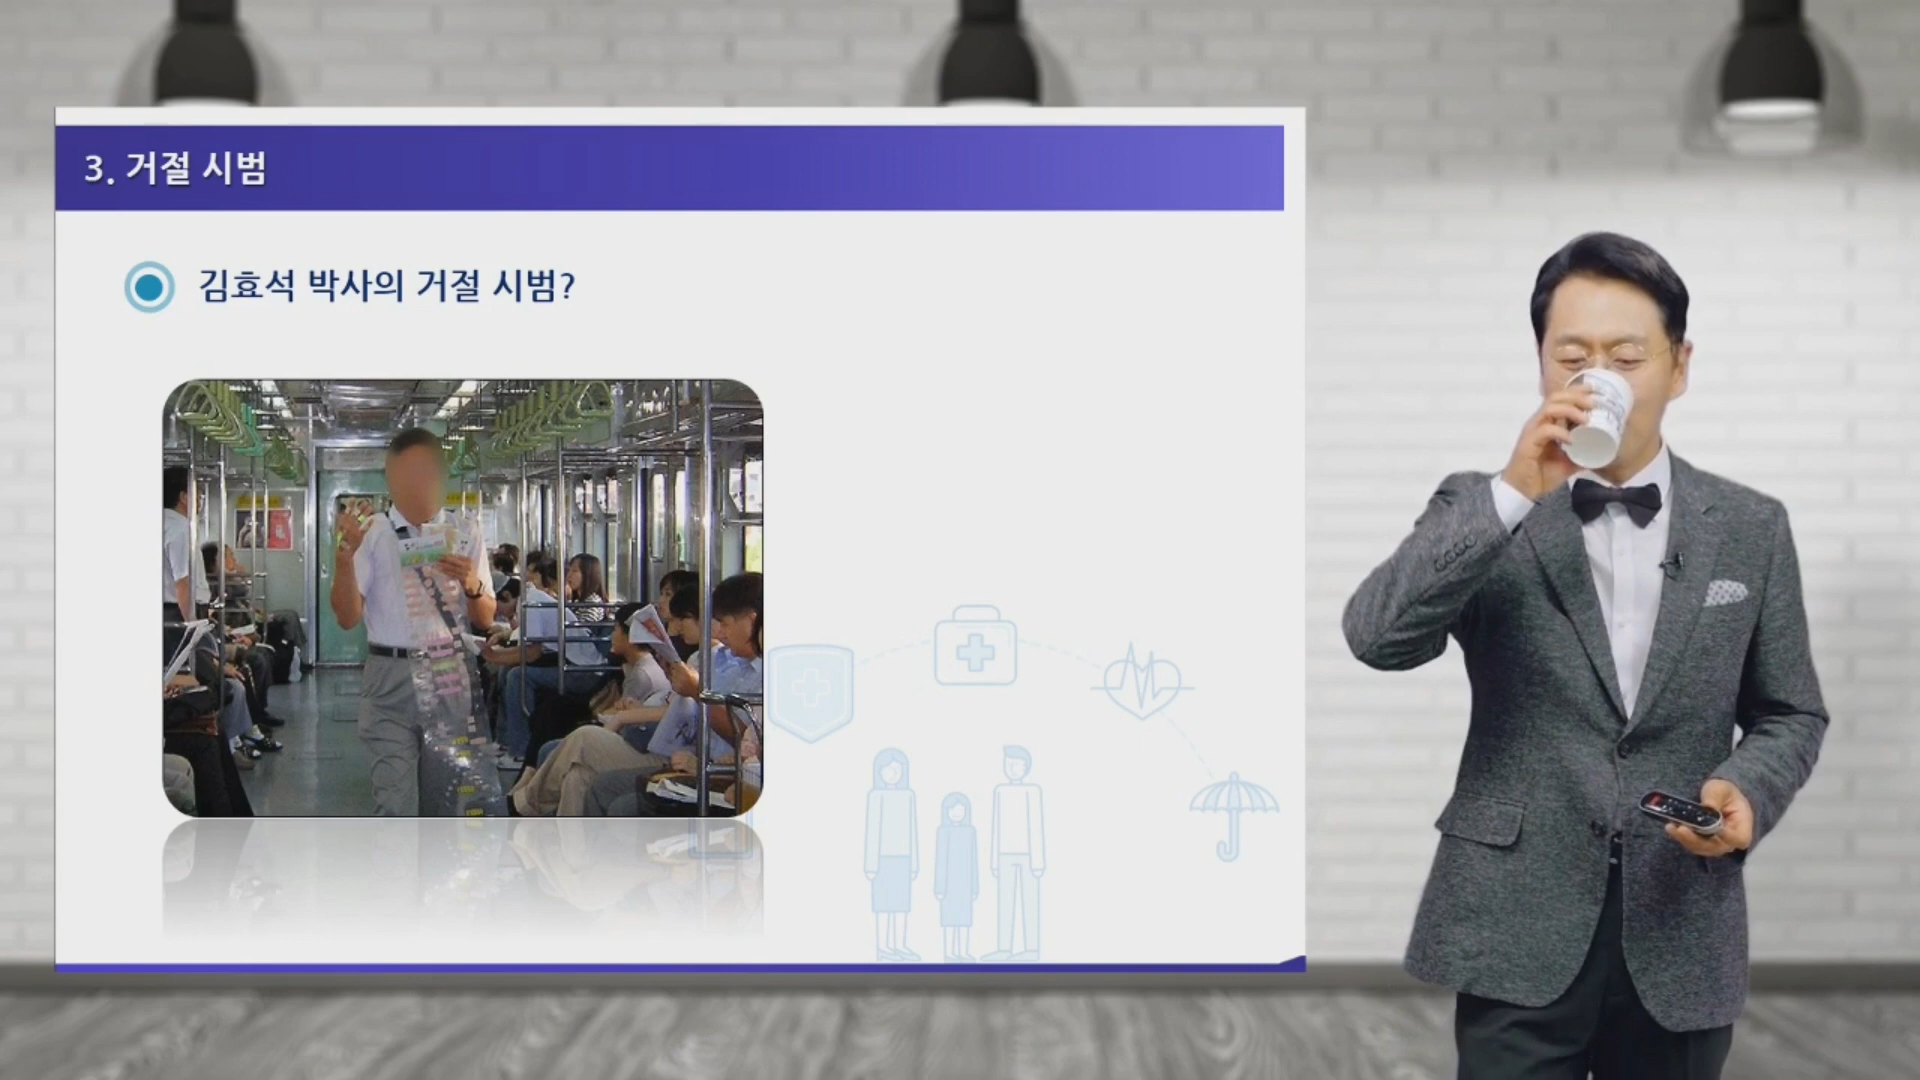 3. 거절 시범
김효석 박사의 거절 시범?